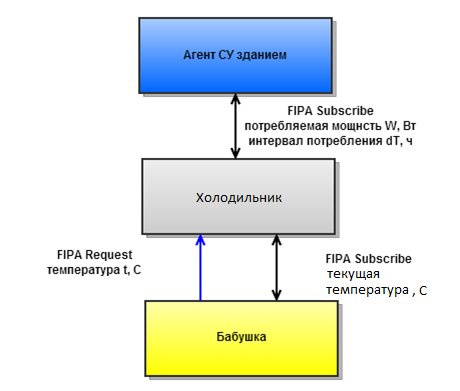 Агент СУ зданием
FIPA Subscribe
потребляемая мощнсть W, Вт
интервал потребления dT, ч
Холодильник
FIPA Request
температура t, C
FIPA Subscribe
текущая
температура , С
Бабушка